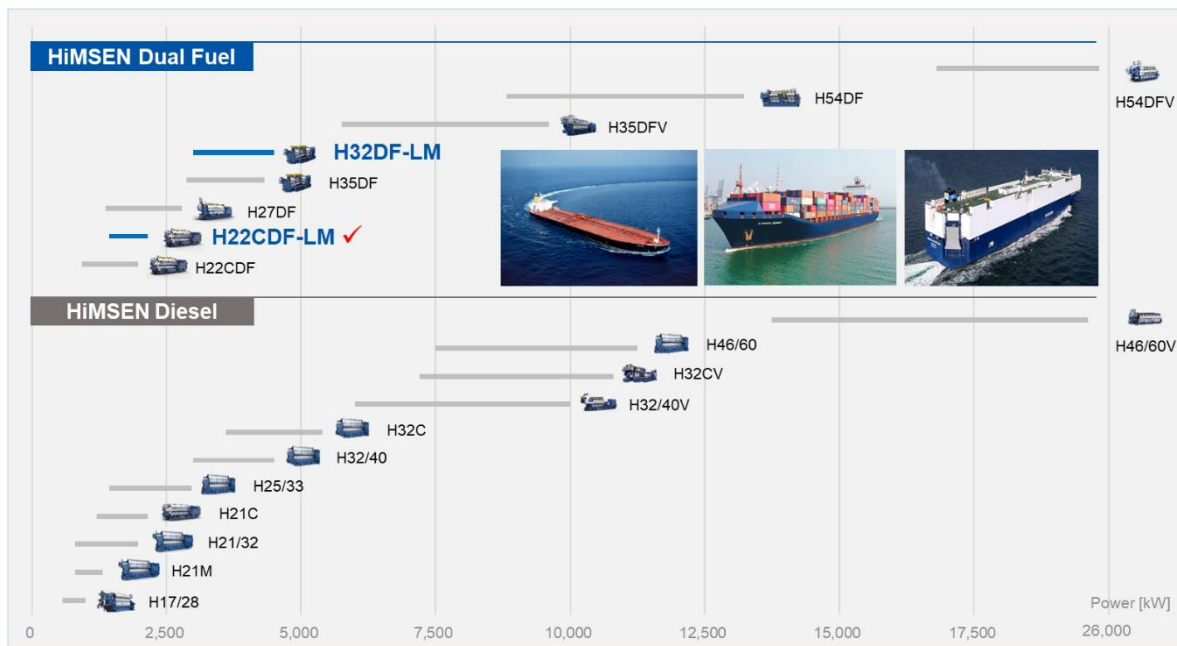 HiMSEN Dual Fuel
H54DFV
H54DF
H35DFV
H32DF-LM
H35DF
H27DF
H22CDF-LM ✓
H22CDF
HiMSEN Diesel
H46/60V
H46/60
H32CV
H32/40V
H32C
H32/40
H25/33
H21C
H21/32
H21M
H17/28
Power [kW]
0 2,500 5,000 7,500 10,000 12,500 15,000 17,500 26,000